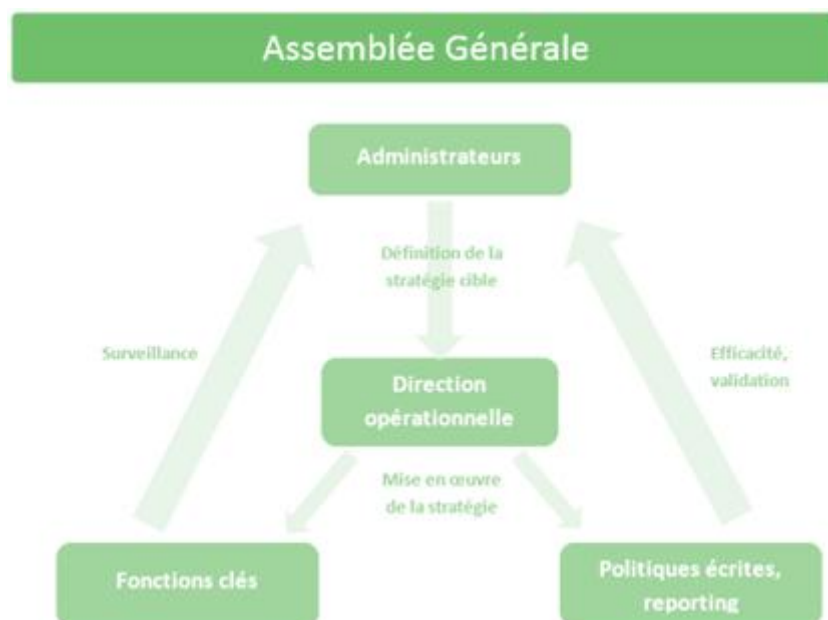 Assemblée Générale
Administrateurs
Définition de la
stratégie cible
Surveillance
Efficacité,
validation
Direction
opérationnelle
Mise en œuvre
de la stratégie
Fonctions clés
Politiques écrites,
reporting